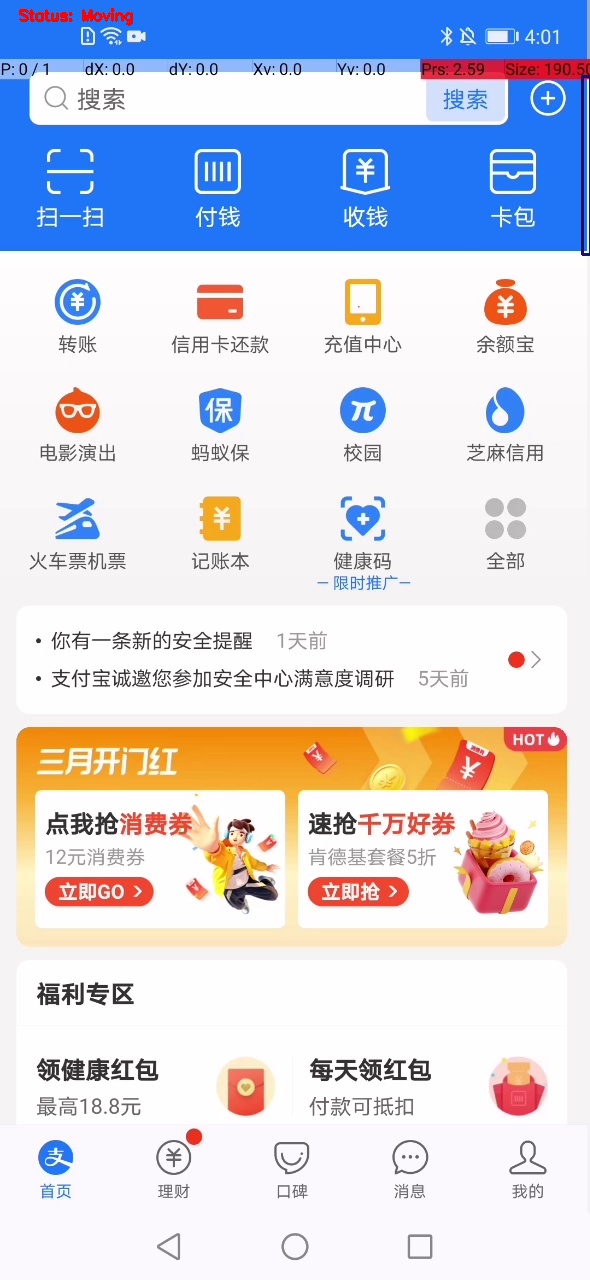 Status: Moving
4:01
P: 0 / 1 dX: 0.0 dY: 0.0 Xv: 0.0 Yv: 0.0 Prs: 2.59 Size: 190.50
搜索 搜索
扫一扫 付钱 收钱 卡包
转账 信用卡还款 充值中心 余额宝
保
电影演出 蚂蚁保 校园 芝麻信用
火车票机票 记账本 健康码 全部
限时推广
• 你有一条新的安全提醒 1天前
• 支付宝诚邀您参加安全中心满意度调研 5天前
HOT
三月开门红
点我抢消费券 速抢千万好券
12元消费券 肯德基套餐5折
立即GO 立即抢
福利专区
领健康红包 每天领红包
最高18.8元 付款可抵扣
支
首页 理财 口碑 消息 我的